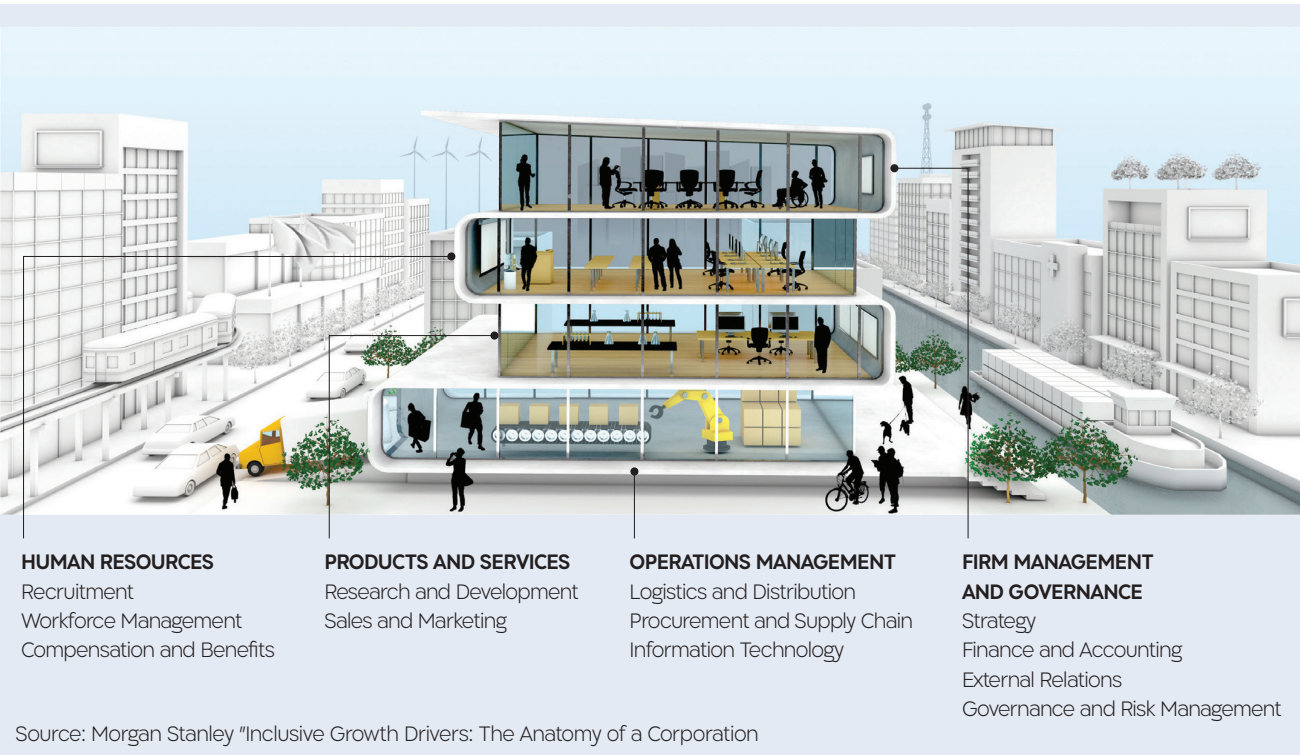 HUMAN RESOURCES
Recruitment
Workforce Management
Compensation and Benefits
PRODUCTS AND SERVICES
Research and Development
Sales and Marketing
OPERATIONS MANAGEMENT
Logistics and Distribution
Procurement and Supply Chain
Information Technology
FIRM MANAGEMENT
AND GOVERNANCE
Strategy
Finance and Accounting
External Relations
Governance and Risk Management
Source: Morgan Stanley "Inclusive Growth Drivers: The Anatomy of a Corporation